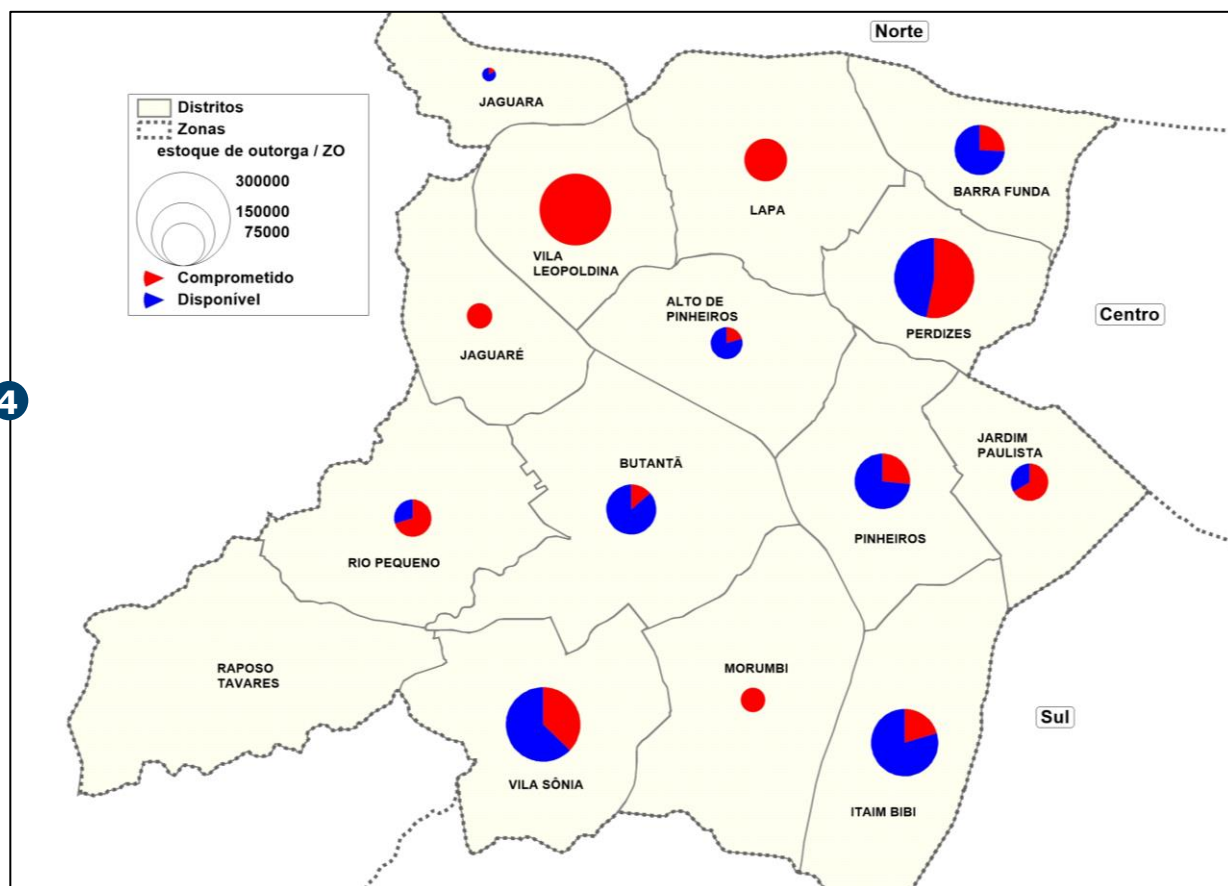 Norte
JAGUARA
Distritos
Zonas
estoque de outorga / ZO
300000
150000
75000
Comprometido
Disponível
BARRA FUNDA
LAPA
VILA
LEOPOLDINA
ALTO DE
PINHEIROS
PERDIZES
Centro
JAGUARÉ
4
JARDIM
PAULISTA
BUTANTÃ
PINHEIROS
RIO PEQUENO
RAPOSO
TAVARES
MORUMBI
Sul
VILA SÔNIA
ITAIM BIBI